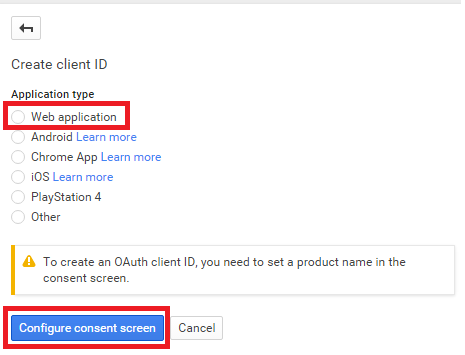 Create client ID
Application type
Web application
Android Learn more
Chrome App Learn more
iOS Learn more
PlayStation 4
Other
To create an OAuth client ID, you need to set a product name in the
consent screen.
Configure consent screen Cancel